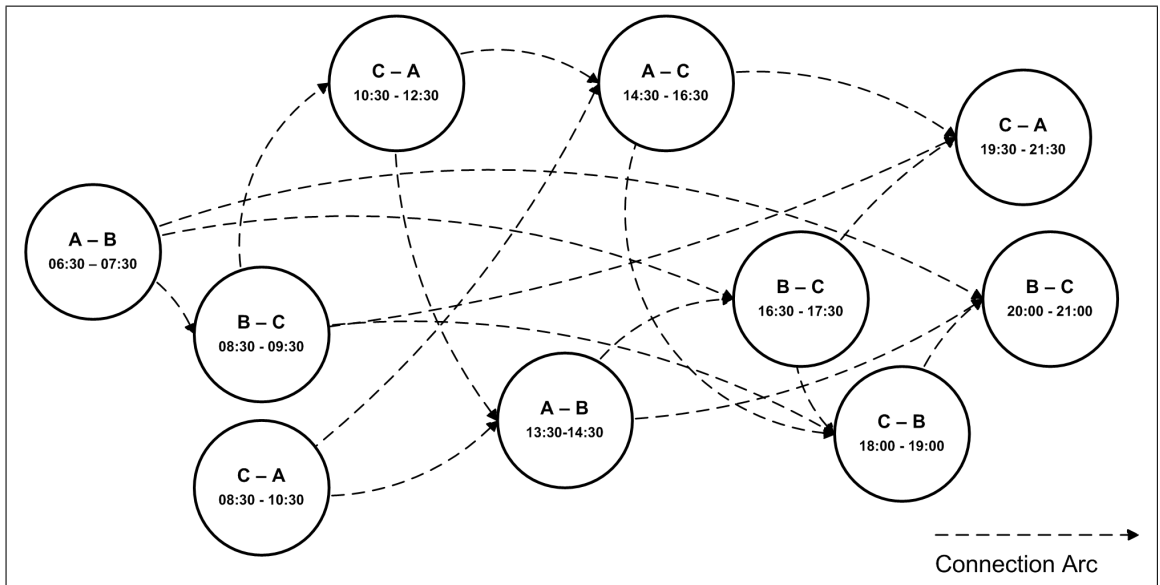 C – A
10:30 - 12:30
A – C
14:30 - 16:30
C – A
19:30 - 21:30
A – B
06:30 – 07:30
B – C
08:30 - 09:30
B – C
16:30 - 17:30
B – C
20:00 - 21:00
A – B
13:30-14:30
C – B
18:00 - 19:00
C – A
08:30 - 10:30
Connection Arc